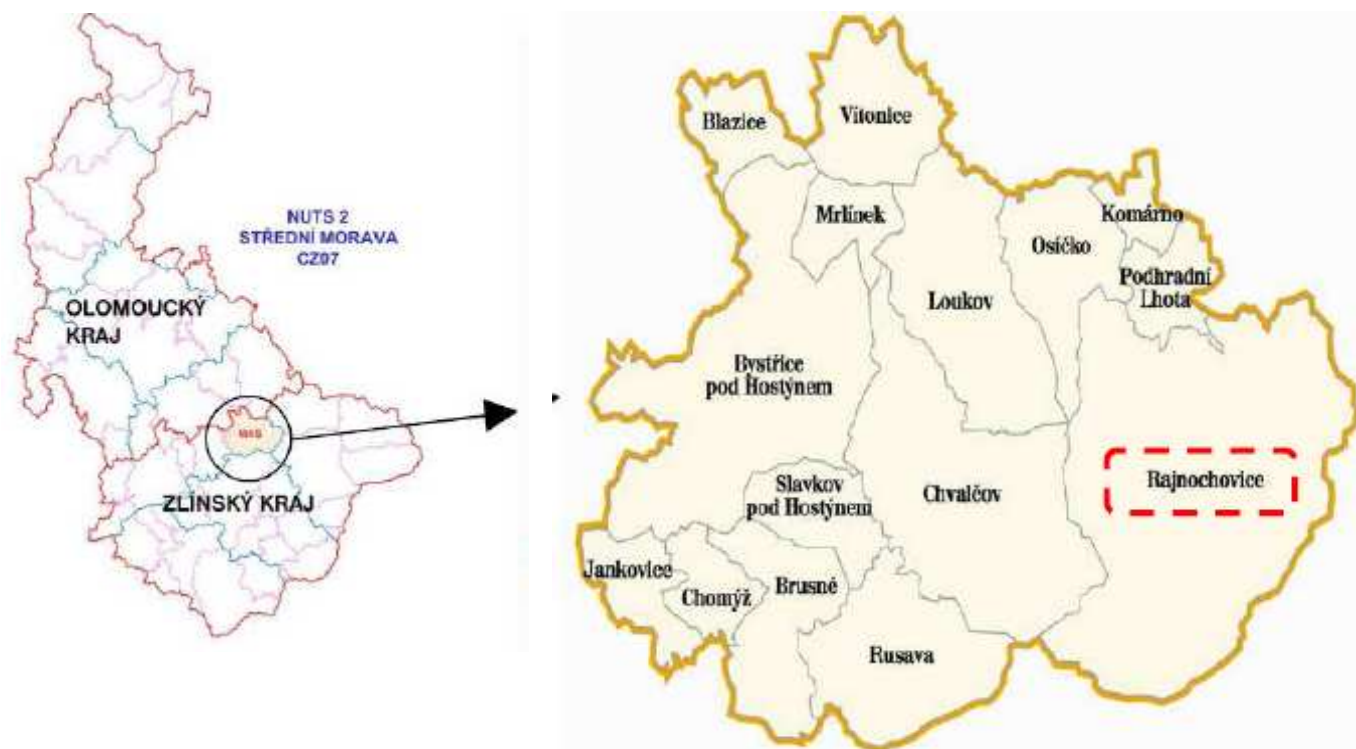 NUTS 2
STŘEDNÍ MORAVA
CZ07
OLOMOUCKÝ
KRAJ
MAS
ZLÍNSKÝ KRAJ
Blazice
Vítonice
Mrlínek
Komárno
Osíčko
Podhradní
Lhota
Loukov
Bystřice
pod Hostýnem
Slavkov
pod Hostýnem
Chvalčov
Rajnochovice
Jankovice
Chomýž
Brusné
Rusava